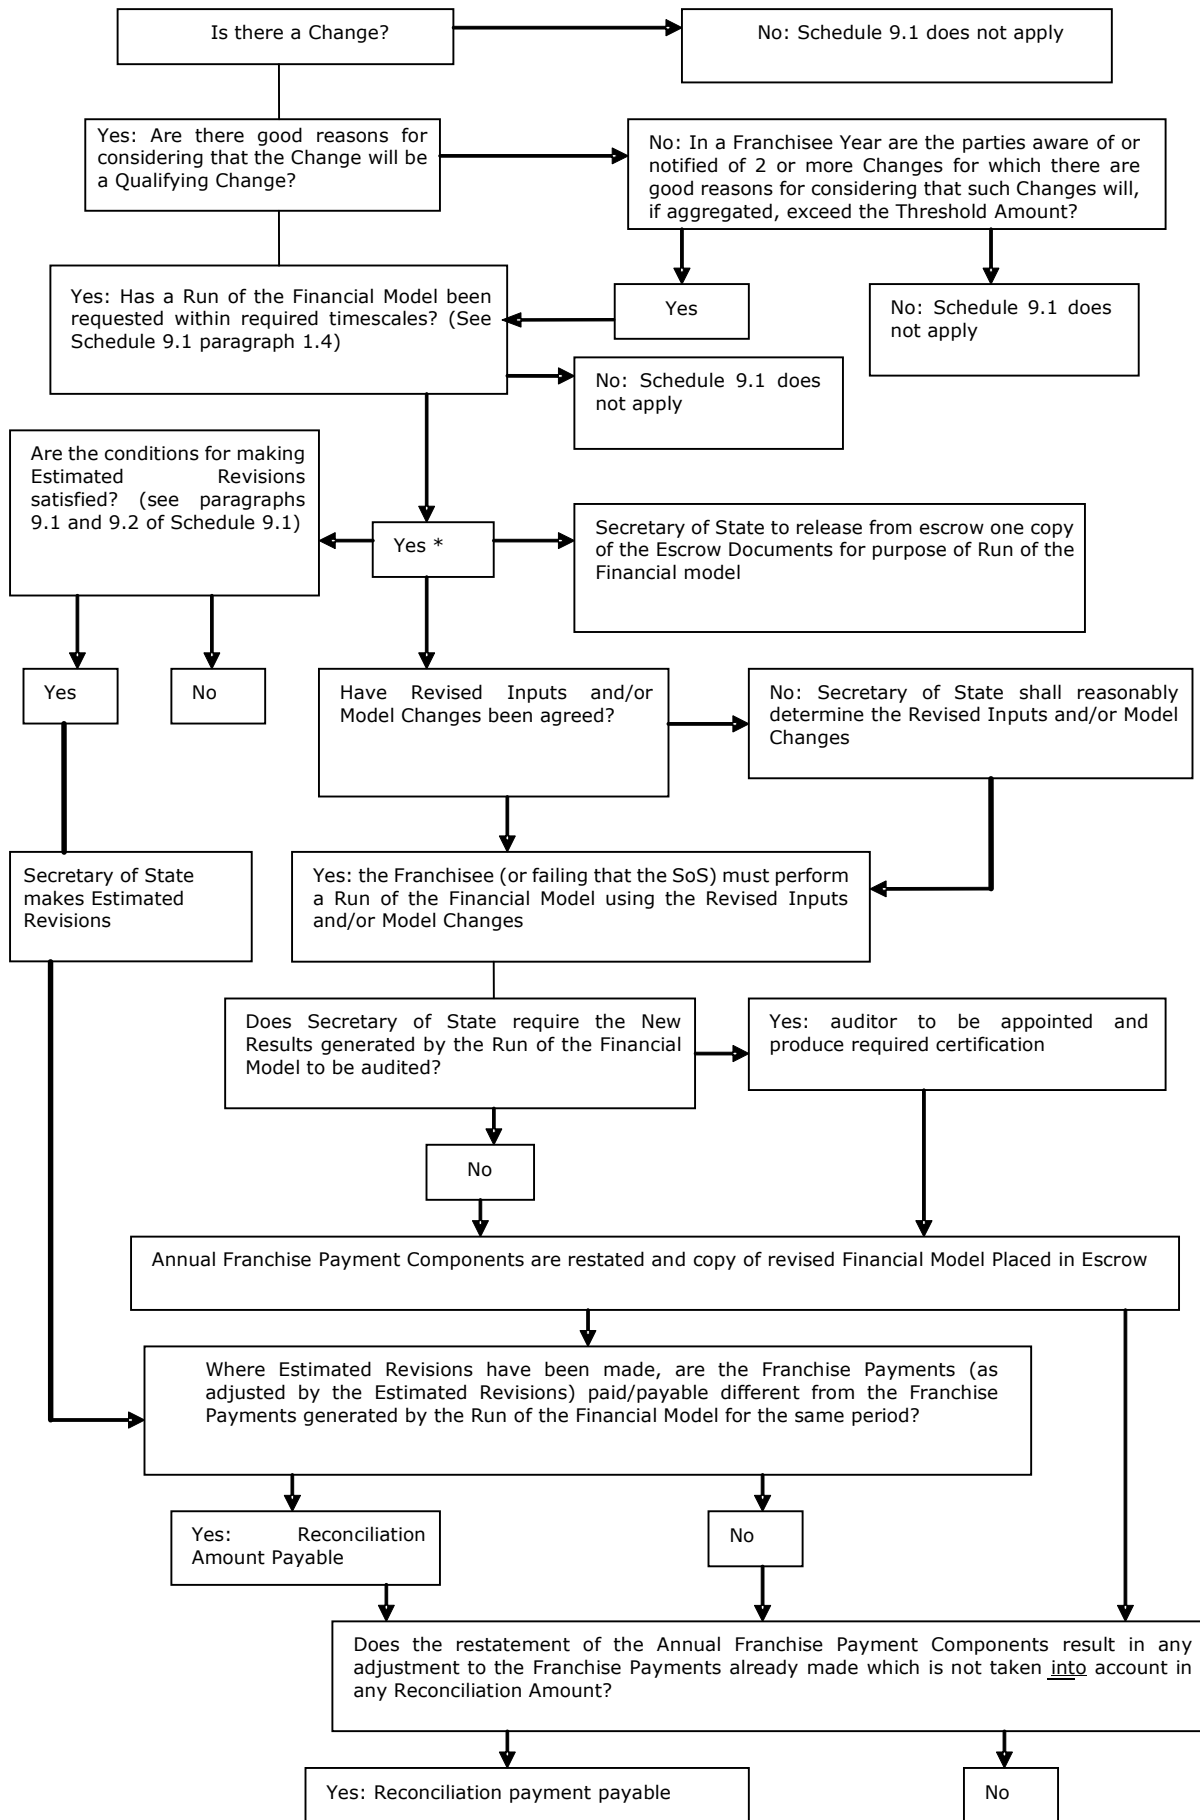 Is there a Change?
No: Schedule 9.1 does not apply
Yes: Are there good reasons for
considering that the Change will be
a Qualifying Change?
No: In a Franchisee Year are the parties aware of or
notified of 2 or more Changes for which there are
good reasons for considering that such Changes will,
if aggregated, exceed the Threshold Amount?
Yes: Has a Run of the Financial Model been
requested within required timescales? (See
Schedule 9.1 paragraph 1.4)
Yes
No: Schedule 9.1 does
not apply
No: Schedule 9.1 does
not apply
Are the conditions for making
Estimated Revisions
satisfied? (see paragraphs
9.1 and 9.2 of Schedule 9.1)
Yes *
Secretary of State to release from escrow one copy
of the Escrow Documents for purpose of Run of the
Financial model
Yes
No
Have Revised Inputs and/or
Model Changes been agreed?
No: Secretary of State shall reasonably
determine the Revised Inputs and/or Model
Changes
Secretary of State
makes Estimated
Revisions
Yes: the Franchisee (or failing that the SoS) must perform
a Run of the Financial Model using the Revised Inputs
and/or Model Changes
Does Secretary of State require the New
Results generated by the Run of the Financial
Model to be audited?
Yes: auditor to be appointed and
produce required certification
No
Annual Franchise Payment Components are restated and copy of revised Financial Model Placed in Escrow
Where Estimated Revisions have been made, are the Franchise Payments (as
adjusted by the Estimated Revisions) paid/payable different from the Franchise
Payments generated by the Run of the Financial Model for the same period?
Yes: Reconciliation
Amount Payable
No
Does the restatement of the Annual Franchise Payment Components result in any
adjustment to the Franchise Payments already made which is not taken into account in
any Reconciliation Amount?
Yes: Reconciliation payment payable
No